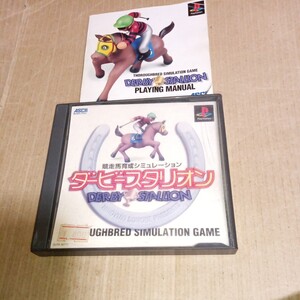 THOROUGHBRED SIMULATION GAME
DERBY STALLION
PLAYING MANUAL
ASCII
競走馬育成シミュレーション
ダービースタリオン
DERBY STALLION
UGHBRED SIMULATION GAME